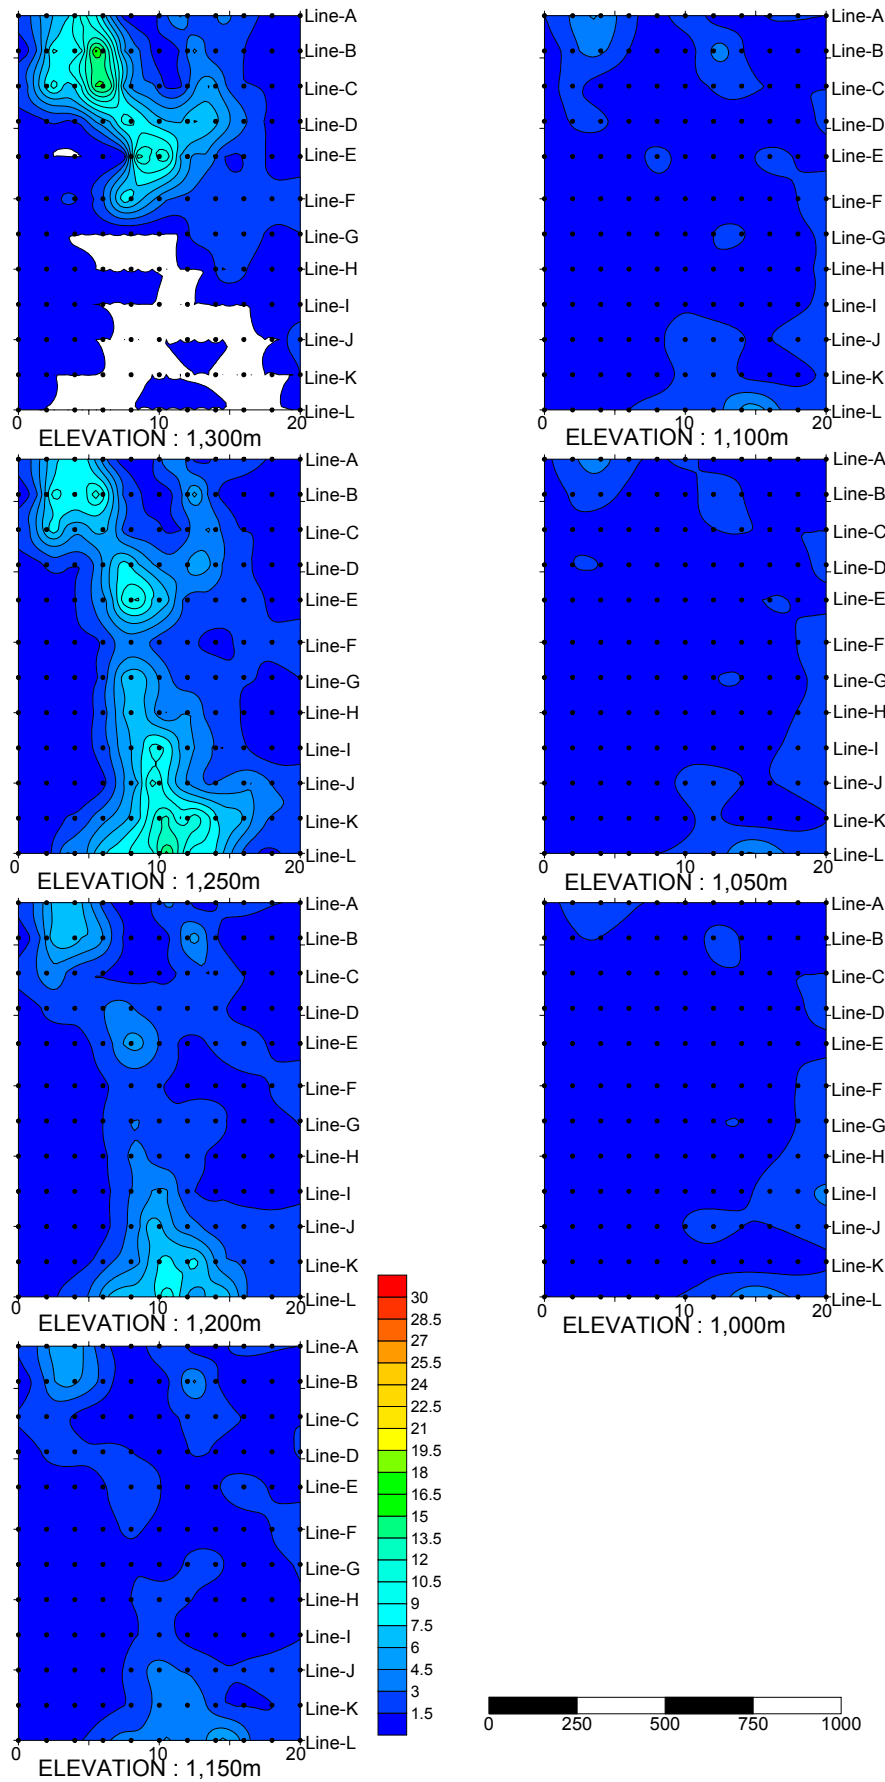 Line-A
Line-B
Line-C
Line-D
Line-E
Line-F
Line-G
Line-H
Line-I
Line-J
Line-K
Line-L
0 10 20
ELEVATION : 1,300m
Line-A
Line-B
Line-C
Line-D
Line-E
Line-F
Line-G
Line-H
Line-I
Line-J
Line-K
Line-L
0 10 20
ELEVATION : 1,100m
Line-A
Line-B
Line-C
Line-D
Line-E
Line-F
Line-G
Line-H
Line-I
Line-J
Line-K
Line-L
0 10 20
ELEVATION : 1,250m
Line-A
Line-B
Line-C
Line-D
Line-E
Line-F
Line-G
Line-H
Line-I
Line-J
Line-K
Line-L
0 10 20
ELEVATION : 1,050m
Line-A
Line-B
Line-C
Line-D
Line-E
Line-F
Line-G
Line-H
Line-I
Line-J
Line-K
Line-L
0 10 20
ELEVATION : 1,200m
Line-A
Line-B
Line-C
Line-D
Line-E
Line-F
Line-G
Line-H
Line-I
Line-J
Line-K
Line-L
0 10 20
ELEVATION : 1,000m
Line-A
Line-B
Line-C
Line-D
Line-E
Line-F
Line-G
Line-H
Line-I
Line-J
Line-K
Line-L
0 10 20
ELEVATION : 1,150m
30
28.5
27
25.5
24
22.5
21
19.5
18
16.5
15
13.5
12
10.5
9
7.5
6
4.5
3
1.5
0 250 500 750 1000